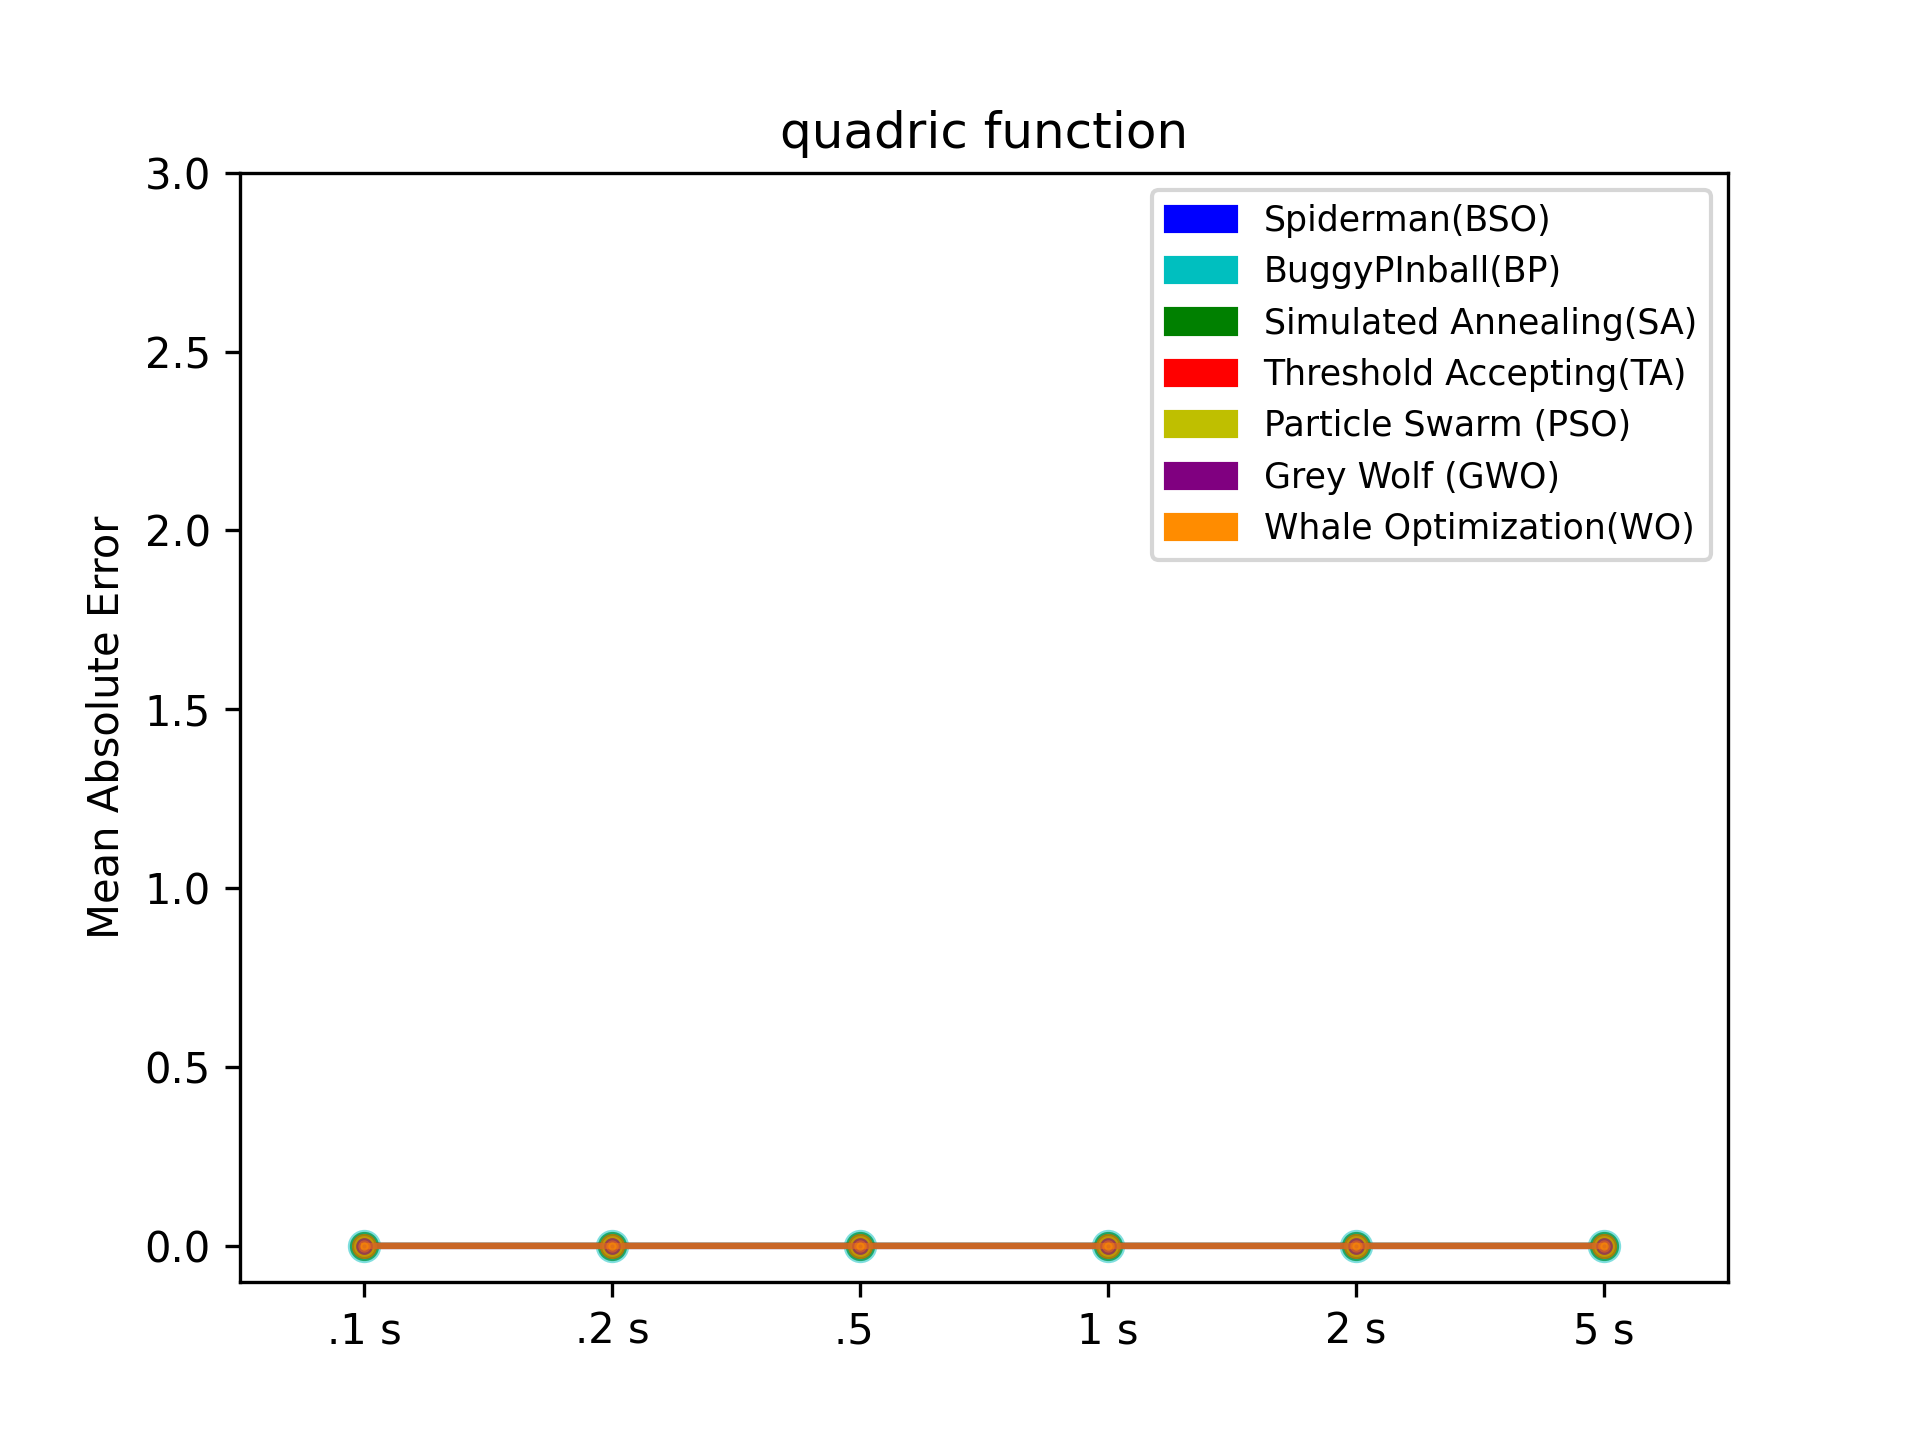 quadric function
3.0
2.5
2.0
1.5
1.0
0.5
0.0
Mean Absolute Error
Spiderman(BSO)
BuggyPInball(BP)
Simulated Annealing(SA)
Threshold Accepting(TA)
Particle Swarm (PSO)
Grey Wolf (GWO)
Whale Optimization(WO)
.1 s .2 s .5 1 s 2 s 5 s